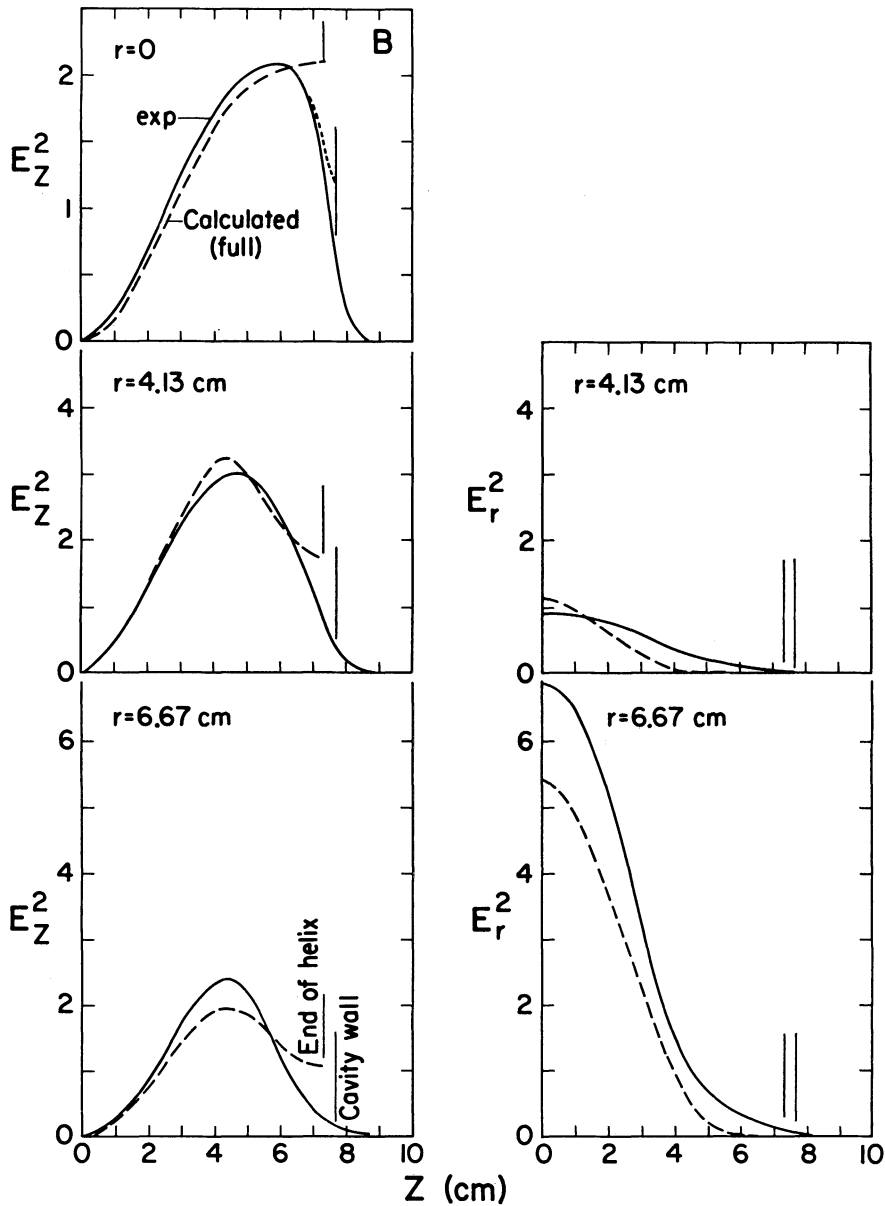 r=0
B
2
1
0
E_Z^2
exp
Calculated
(full)
r=4.13 cm
4
2
0
E_Z^2
r=4.13 cm
4
2
0
E_r^2
r=6.67 cm
6
4
2
0
E_Z^2
End of helix
Cavity wall
0 2 4 6 8 10
r=6.67 cm
6
4
2
0
E_r^2
0 2 4 6 8 10
Z (cm)